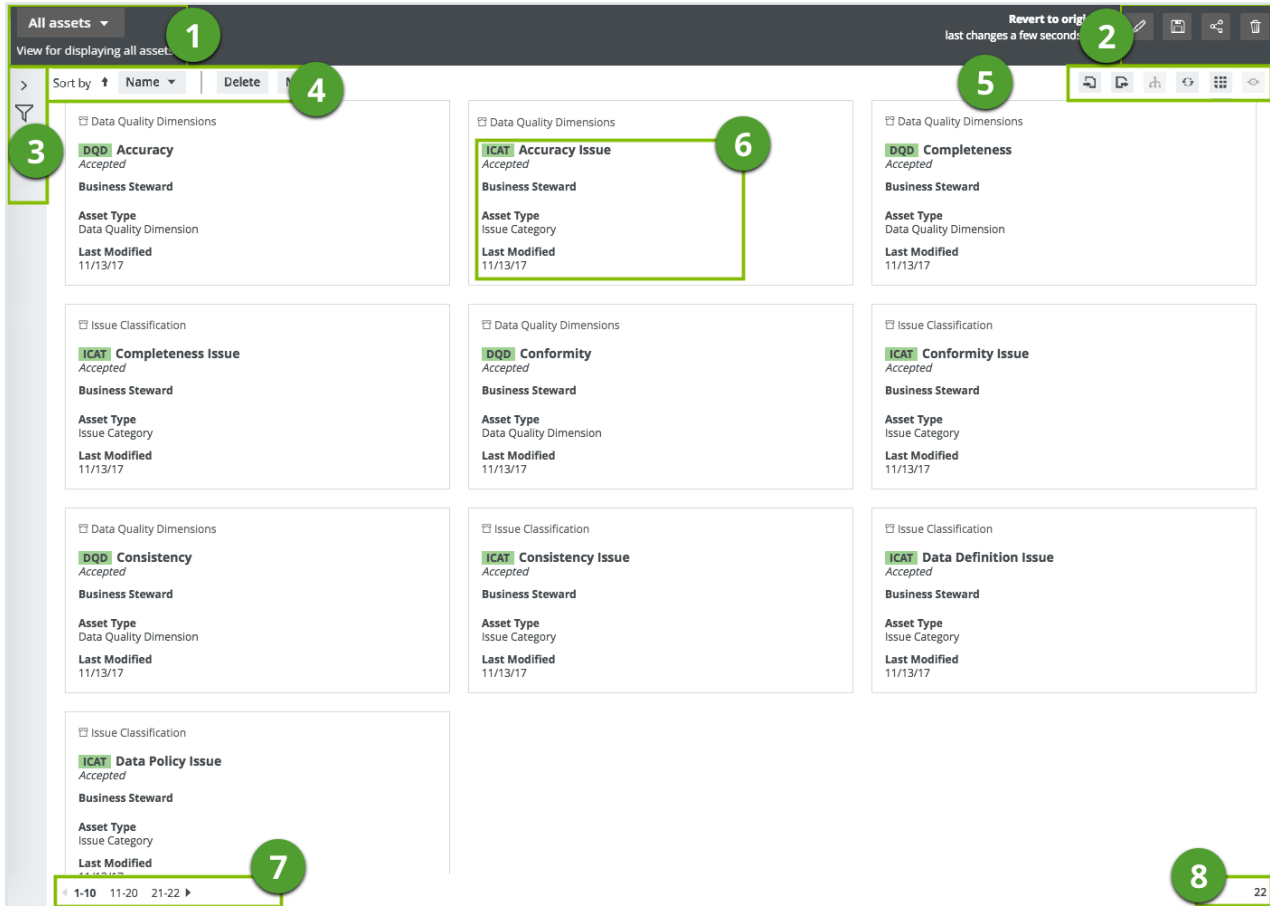 All assets
1
View for displaying all assets
Revert to
last changes a few seconds
2
3
Sort by Name Delete
4
5
Data Quality Dimensions
DQD Accuracy
Accepted
Business Steward
Asset Type
Data Quality Dimension
Last Modified
11/13/17
Data Quality Dimensions
ICAT Accuracy Issue
6
Accepted
Business Steward
Asset Type
Issue Category
Last Modified
11/13/17
Data Quality Dimensions
DQD Completeness
Accepted
Business Steward
Asset Type
Data Quality Dimension
Last Modified
11/13/17
Issue Classification
ICAT Completeness Issue
Accepted
Business Steward
Asset Type
Issue Category
Last Modified
11/13/17
Data Quality Dimensions
DQD Conformity
Accepted
Business Steward
Asset Type
Data Quality Dimension
Last Modified
11/13/17
Issue Classification
ICAT Conformity Issue
Accepted
Business Steward
Asset Type
Issue Category
Last Modified
11/13/17
Data Quality Dimensions
DQD Consistency
Accepted
Business Steward
Asset Type
Data Quality Dimension
Last Modified
11/13/17
Issue Classification
ICAT Consistency Issue
Accepted
Business Steward
Asset Type
Issue Category
Last Modified
11/13/17
Issue Classification
ICAT Data Definition Issue
Accepted
Business Steward
Asset Type
Issue Category
Last Modified
11/13/17
Issue Classification
ICAT Data Policy Issue
Accepted
Business Steward
Asset Type
Issue Category
Last Modified
7
1-10 11-20 21-22
8
22